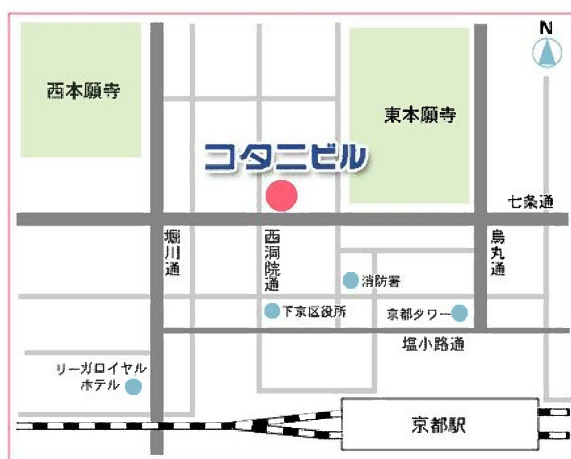 N
西本願寺
東本願寺
コタニビル
七条通
堀川通
西洞院通
烏丸通
消防署
下京区役所
京都タワー
塩小路通
リーガロイヤル
ホテル
京都駅